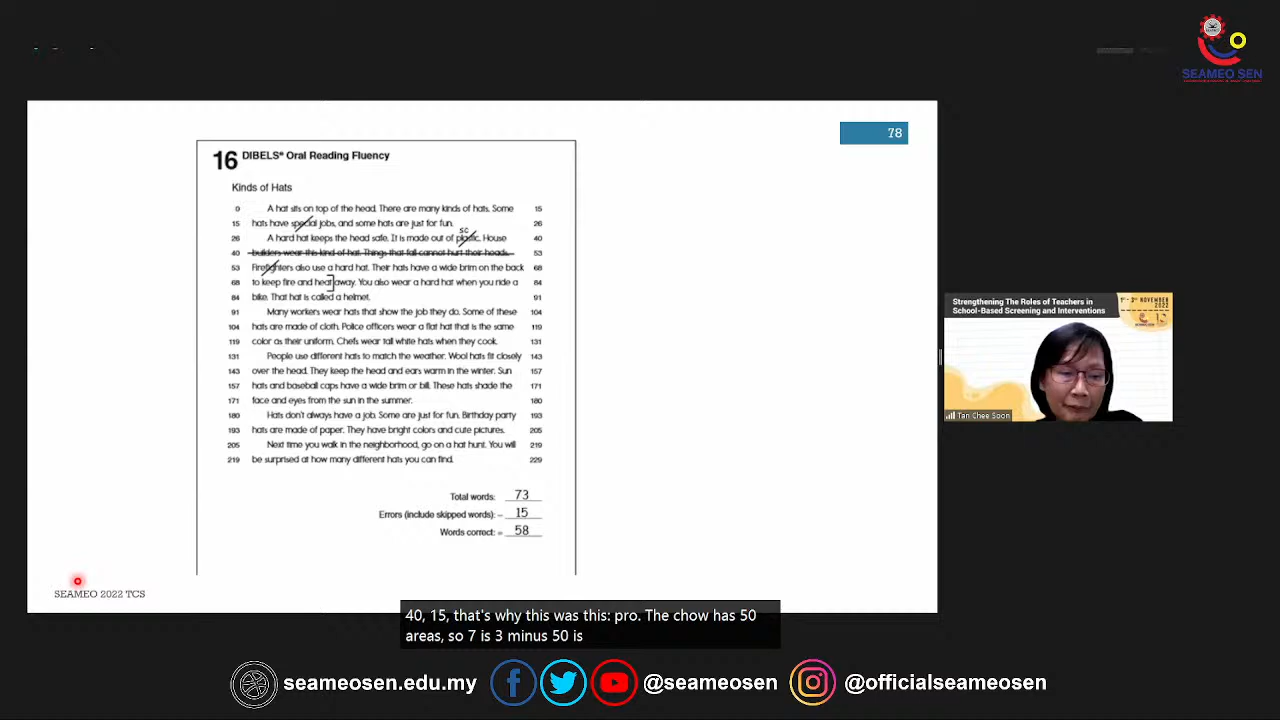 SEAMEO SEN
78
16 DIBELS® Oral Reading Fluency
Kinds of Hats
0 A hat sits on top of the head. There are many kinds of hats. Some 15
15 hats have special jobs, and some hats are just for fun. 26
sc
26 A hard hat keeps the head safe. It is made out of plastic. House 40
40 builders wear this kind of hat. Things that fall cannot hurt their heads. 53
53 Firefighters also use a hard hat. Their hats have a wide brim on the back 68
68 to keep fire and heat] away. You also wear a hard hat when you ride a 84
84 bike. That hat is called a helmet. 91
91 Many workers wear hats that show the job they do. Some of these 104
104 hats are made of cloth. Police officers wear a flat hat that is the same 119
119 color as their uniform. Chefs wear tall white hats when they cook. 131
131 People use different hats to match the weather. Wool hats fit closely 143
143 over the head. They keep the head and ears warm in the winter. Sun 157
157 hats and baseball caps have a wide brim or bill. These hats shade the 171
171 face and eyes from the sun in the summer. 180
180 Hats don't always have a job. Some are just for fun. Birthday party 193
193 hats are made of paper. They have bright colors and cute pictures. 205
205 Next time you walk in the neighborhood, go on a hat hunt. You will 219
219 be surprised at how many different hats you can find. 229
Total words: 73
Errors (include skipped words): – 15
Words correct: = 58
SEAMEO 2022 TCS
Strengthening The Roles of Teachers in
School-Based Screening and Interventions
1st - 3rd NOVEMBER
2022
Tan Chee Soon
40, 15, that's why this was this: pro. The chow has 50
areas, so 7 is 3 minus 50 is
seameosen.edu.my @seameosen @officialseameosen